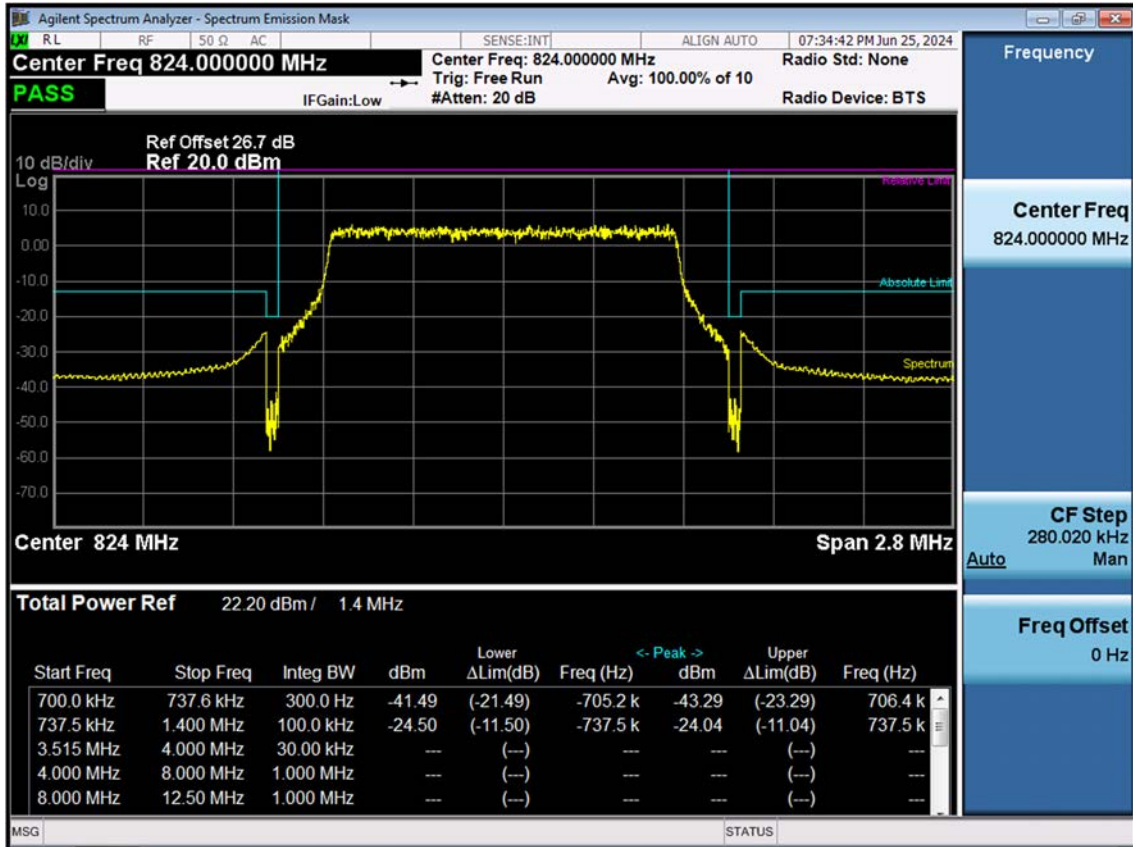 Agilent Spectrum Analyzer - Spectrum Emission Mask
LXI RL RF 50 Ω AC SENSE:INT ALIGN AUTO 07:34:42 PM Jun 25, 2024
Center Freq 824.000000 MHz Center Freq: 824.000000 MHz Radio Std: None
Trig: Free Run Avg: 100.00% of 10
PASS IFGain:Low #Atten: 20 dB Radio Device: BTS
Ref Offset 26.7 dB
10 dB/div Ref 20.0 dBm
Log
Relative Limit
10.0
0.00
-10.0
Absolute Limit
-20.0
-30.0
Spectrum
-40.0
-50.0
-60.0
-70.0
Center 824 MHz Span 2.8 MHz
Total Power Ref 22.20 dBm / 1.4 MHz
Lower <- Peak -> Upper
Start Freq Stop Freq Integ BW dBm ΔLim(dB) Freq (Hz) dBm ΔLim(dB) Freq (Hz)
700.0 kHz 737.6 kHz 300.0 Hz -41.49 (-21.49) -705.2 k -43.29 (-23.29) 706.4 k
737.5 kHz 1.400 MHz 100.0 kHz -24.50 (-11.50) -737.5 k -24.04 (-11.04) 737.5 k
3.515 MHz 4.000 MHz 30.00 kHz --- (---) --- --- (---) ---
4.000 MHz 8.000 MHz 1.000 MHz --- (---) --- --- (---) ---
8.000 MHz 12.50 MHz 1.000 MHz --- (---) --- --- (---) ---
MSG STATUS
Frequency
Center Freq
824.000000 MHz
CF Step
280.020 kHz
Auto Man
Freq Offset
0 Hz